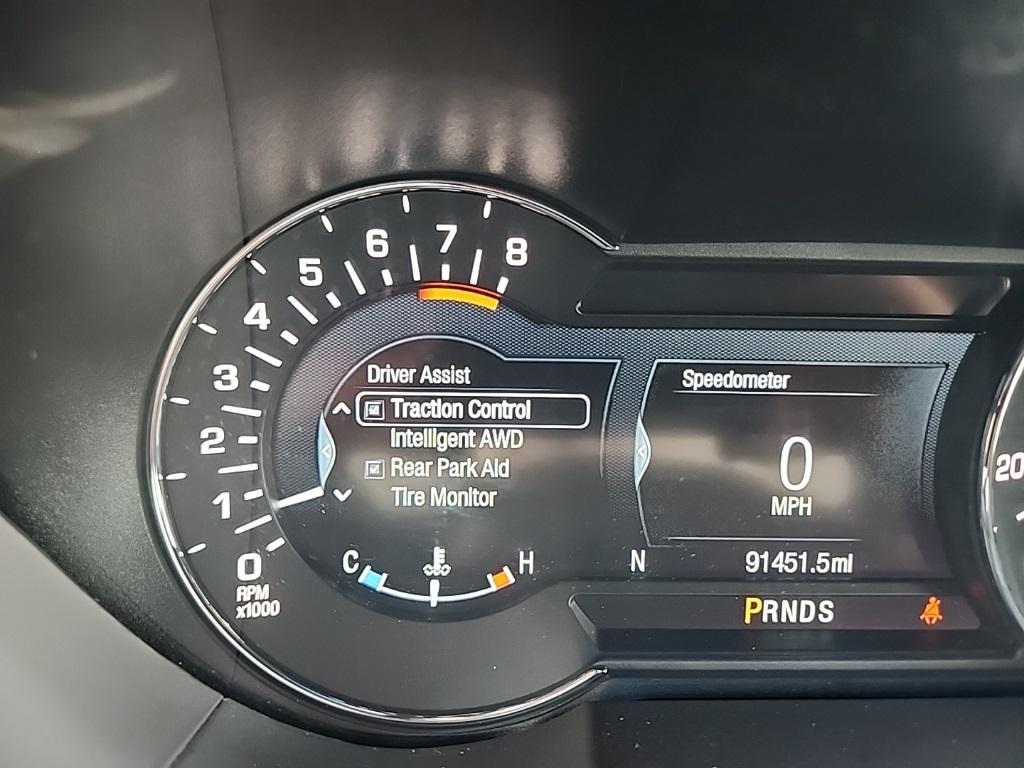 8
7
6
5
4
3
2
1
0
RPM
x1000
Driver Assist
Traction Control
Intelligent AWD
Rear Park Aid
Tire Monitor
C H
Speedometer
0
MPH
N 91451.5mi
PRNDS
20